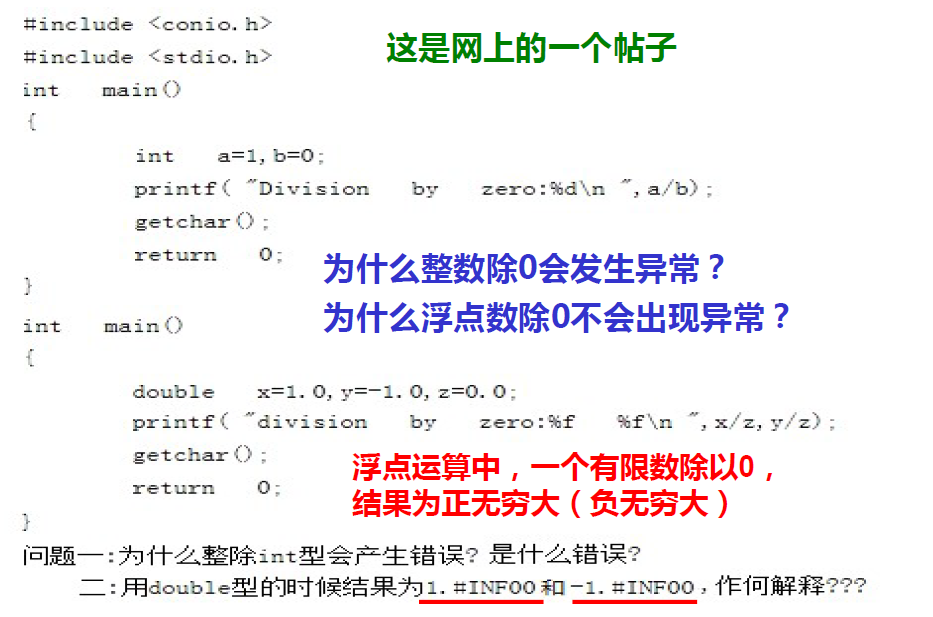 #include <conio.h>
这是网上的一个帖子
#include <stdio.h>
int main()
{
int a=1,b=0;
printf( "Division by zero:%d\n ",a/b);
getchar();
return 0;
为什么整数除0会发生异常？
}
为什么浮点数除0不会出现异常？
int main()
{
double x=1.0,y=-1.0,z=0.0;
printf( "division by zero:%f %f\n ",x/z,y/z);
getchar();
浮点运算中，一个有限数除以0，
return 0;
结果为正无穷大（负无穷大）
}
问题一:为什么整除int型会产生错误? 是什么错误?
二:用double型的时候结果为1.#INF00和-1.#INF00，作何解释???